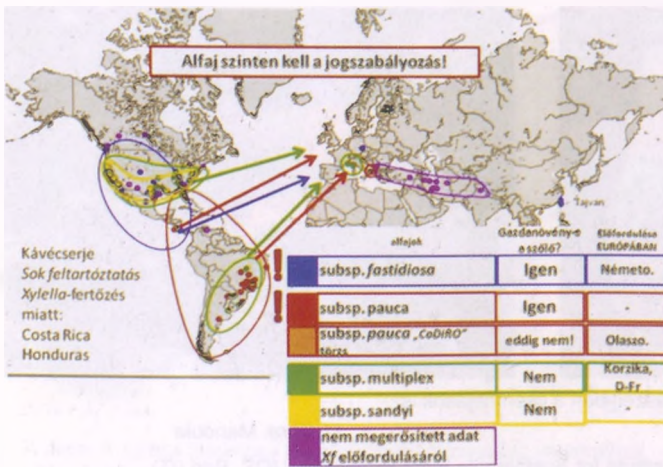 Alfaj szinten kell a jogszabályozás!
Tajvan
Kávécserje
Sok feltartóztatás
Xylella-fertőzés
miatt:
Costa Rica
Honduras
!
!
alfajok
Gazdanövény-e a szőlő?
Előfordulása EURÓPÁBAN
subsp. fastidiosa
Igen
Németo.
subsp. pauca
Igen
-
subsp. pauca „CoDiRO” törzs
eddig nem!
Olaszo.
subsp. multiplex
Nem
Korzika, D-Fr
subsp. sandyi
Nem
-
nem megerősített adat
Xf előfordulásáról